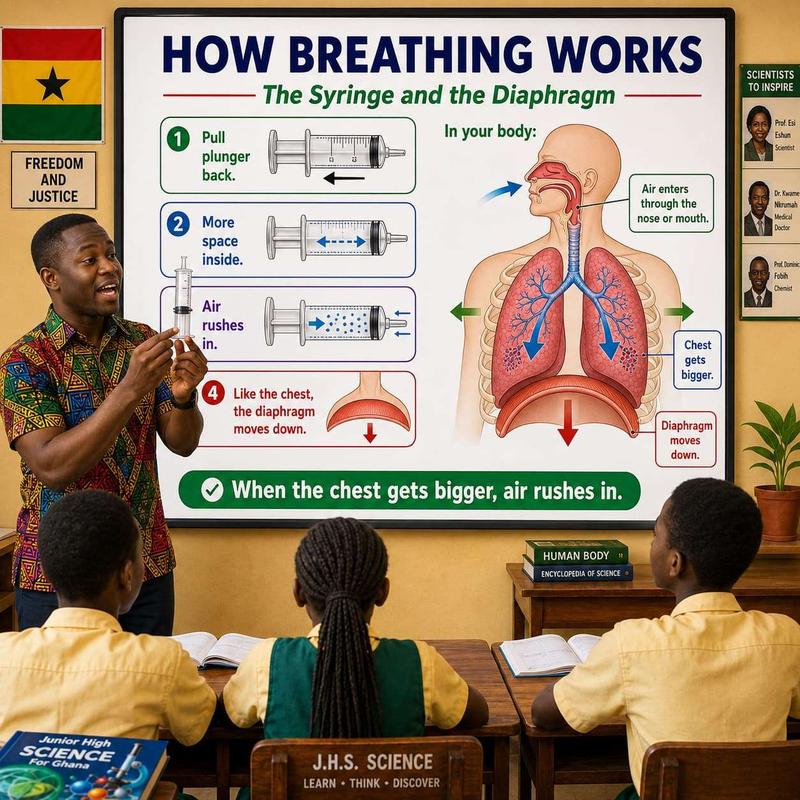 HOW BREATHING WORKS
The Syringe and the Diaphragm
FREEDOM
AND
JUSTICE
1 Pull
plunger
back.
2 More
space
inside.
Air
rushes
in.
4 Like the chest,
the diaphragm
moves down.
In your body:
Air enters
through the
nose or mouth.
Chest
gets
bigger.
Diaphragm
moves
down.
When the chest gets bigger, air rushes in.
SCIENTISTS
TO INSPIRE
Prof. Esi
Eshun
Scientist
Dr. Kwame
Nkrumah
Medical
Doctor
Prof. Dominic
Fobih
Chemist
HUMAN BODY
ENCYCLOPEDIA OF SCIENCE
Junior High
SCIENCE
For Ghana
J.H.S. SCIENCE
LEARN • THINK • DISCOVER